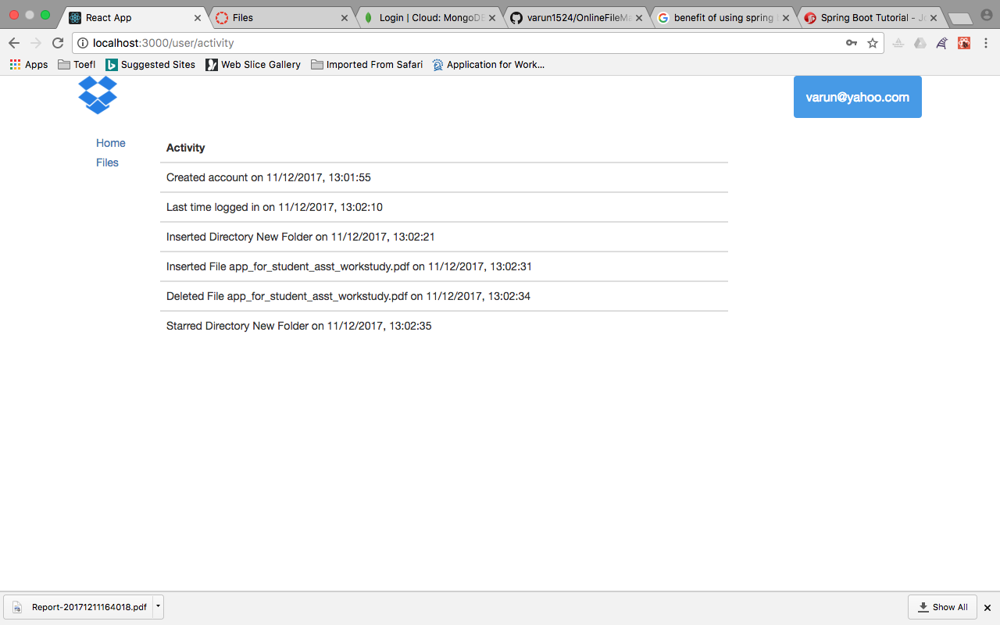 React App
Files
Login | Cloud: MongoDB
varun1524/OnlineFileMa
benefit of using spring
Spring Boot Tutorial - J
localhost:3000/user/activity
Apps
Toefl
Suggested Sites
Web Slice Gallery
Imported From Safari
Application for Work...
varun@yahoo.com
Home
Files
Activity
Created account on 11/12/2017, 13:01:55
Last time logged in on 11/12/2017, 13:02:10
Inserted Directory New Folder on 11/12/2017, 13:02:21
Inserted File app_for_student_asst_workstudy.pdf on 11/12/2017, 13:02:31
Deleted File app_for_student_asst_workstudy.pdf on 11/12/2017, 13:02:34
Starred Directory New Folder on 11/12/2017, 13:02:35
Report-20171211164018.pdf
Show All